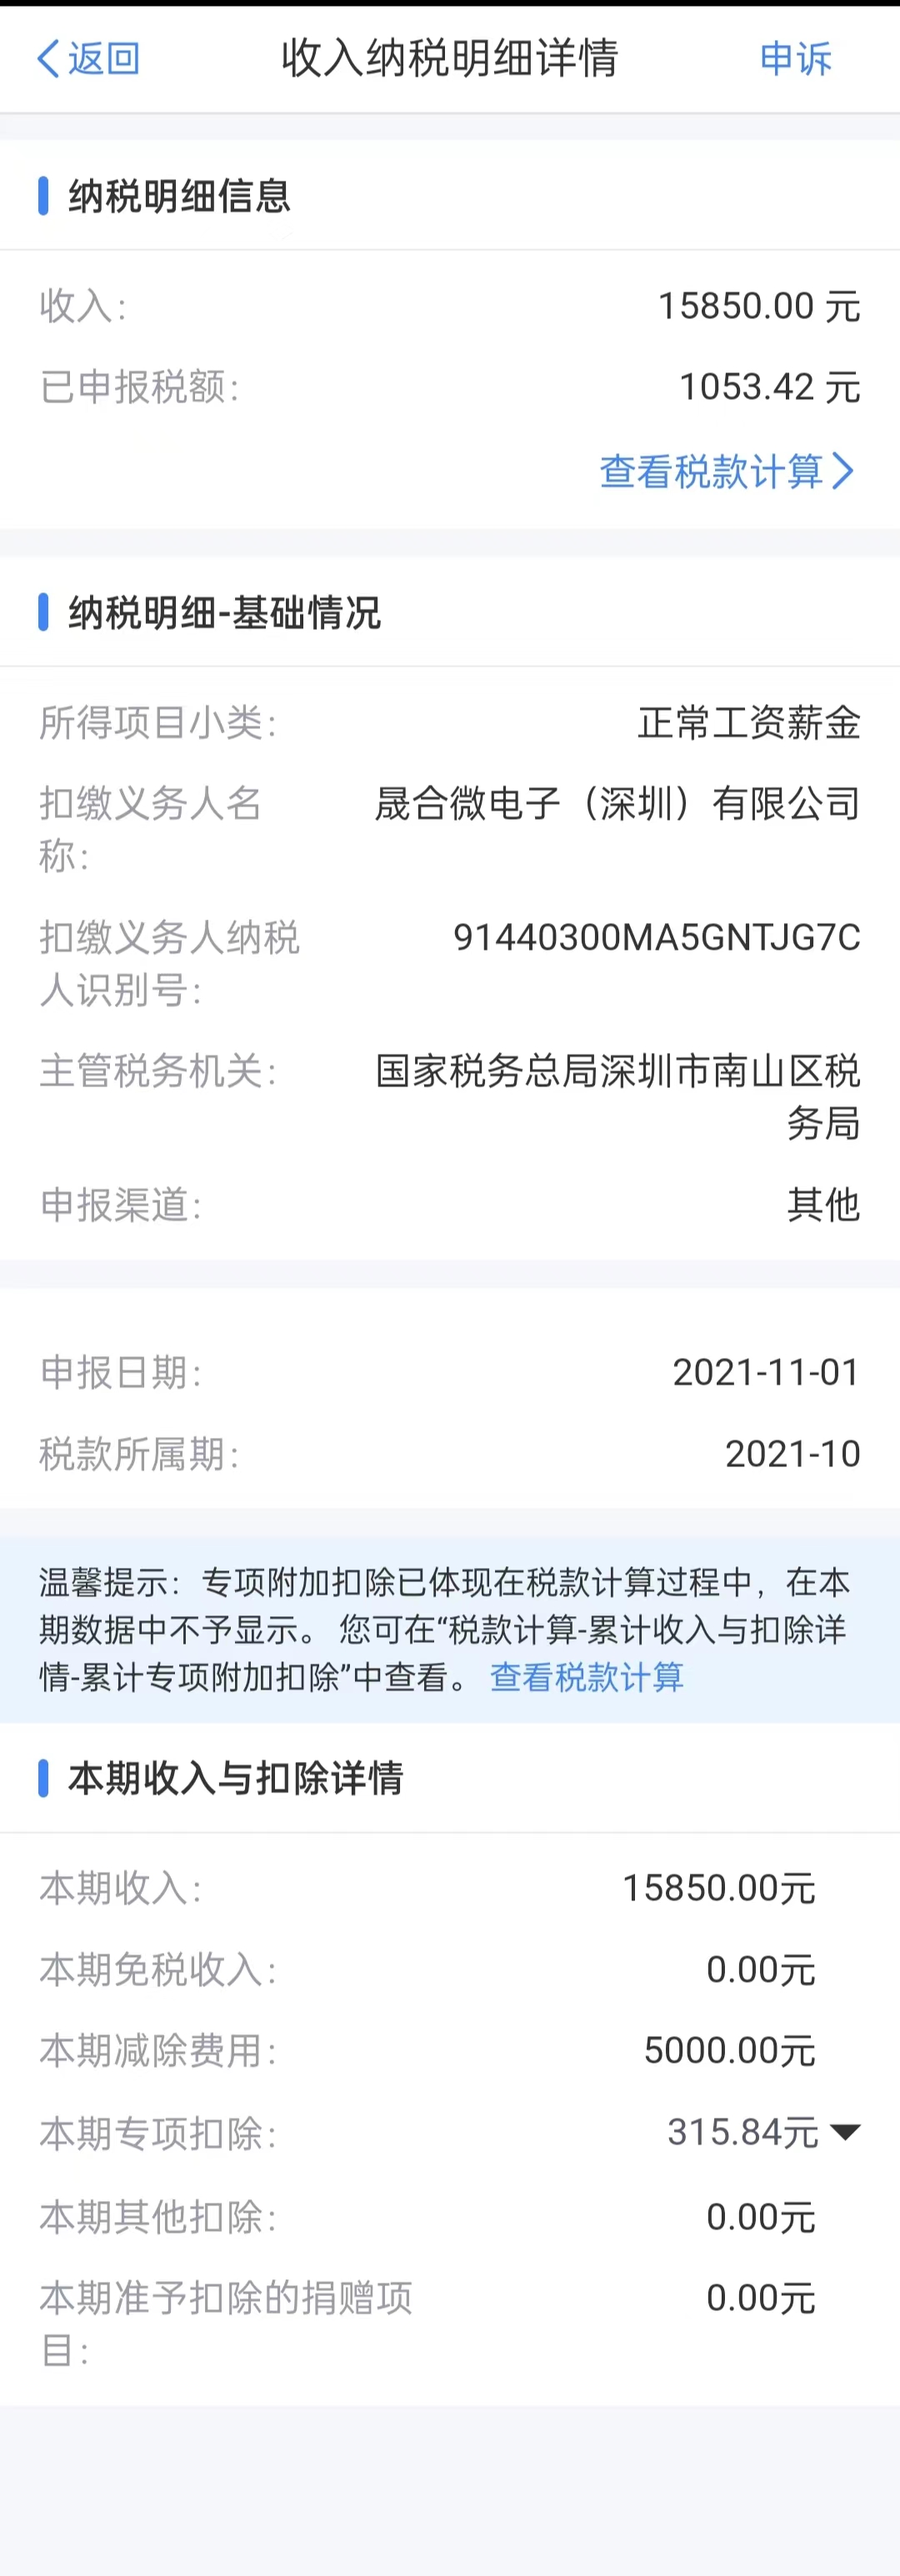 返回 收入纳税明细详情 申诉
纳税明细信息
收入： 15850.00 元
已申报税额： 1053.42 元
查看税款计算
纳税明细-基础情况
所得项目小类： 正常工资薪金
扣缴义务人名 晟合微电子（深圳）有限公司
称：
扣缴义务人纳税 91440300MA5GNTJG7C
人识别号：
主管税务机关： 国家税务总局深圳市南山区税
务局
申报渠道： 其他
申报日期： 2021-11-01
税款所属期： 2021-10
温馨提示：专项附加扣除已体现在税款计算过程中，在本
期数据中不予显示。 您可在“税款计算-累计收入与扣除详
情-累计专项附加扣除”中查看。 查看税款计算
本期收入与扣除详情
本期收入： 15850.00元
本期免税收入： 0.00元
本期减除费用： 5000.00元
本期专项扣除： 315.84元
本期其他扣除： 0.00元
本期准予扣除的捐赠项 0.00元
目：